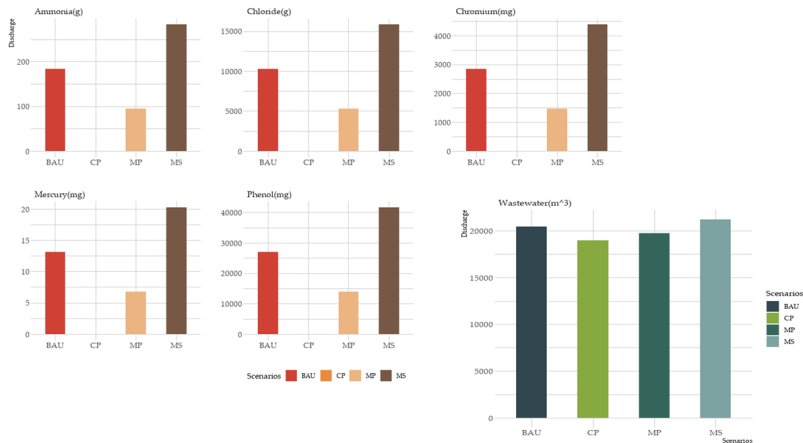 Ammonia(g)
Discharge
200
100
0
BAU CP MP MS
Chloride(g)
15000
10000
5000
0
BAU CP MP MS
Chromium(mg)
4000
3000
2000
1000
0
BAU CP MP MS
Mercury(mg)
20
15
10
5
0
BAU CP MP MS
Phenol(mg)
40000
30000
20000
10000
0
BAU CP MP MS
Scenarios BAU CP MP MS
Wastewater(m^3)
Discharge
20000
15000
10000
5000
0
BAU CP MP MS
Scenarios
Scenarios
BAU
CP
MP
MS